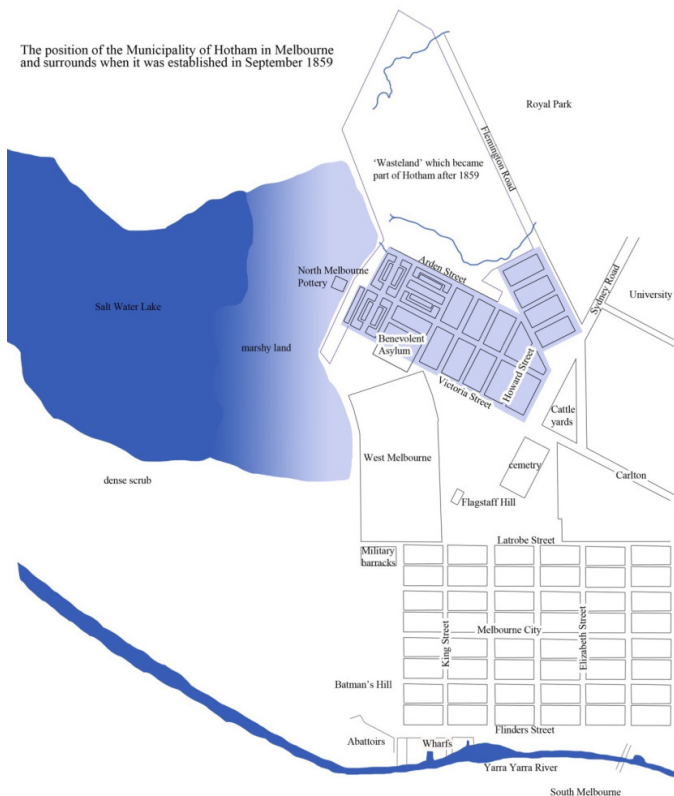 The position of the Municipality of Hotham in Melbourne
and surrounds when it was established in September 1859
Royal Park
Flemington Road
'Wasteland' which became
part of Hotham after 1859
Arden Street
North Melbourne
Pottery
Sydney Road
University
Salt Water Lake
marshy land
Benevolent
Asylum
Howard Street
Victoria Street
Cattle
yards
West Melbourne
cemetry
Carlton
dense scrub
Flagstaff Hill
Latrobe Street
Military
barracks
King Street
Melbourne City
Elizabeth Street
Batman's Hill
Flinders Street
Abattoirs
Wharfs
Yarra Yarra River
South Melbourne